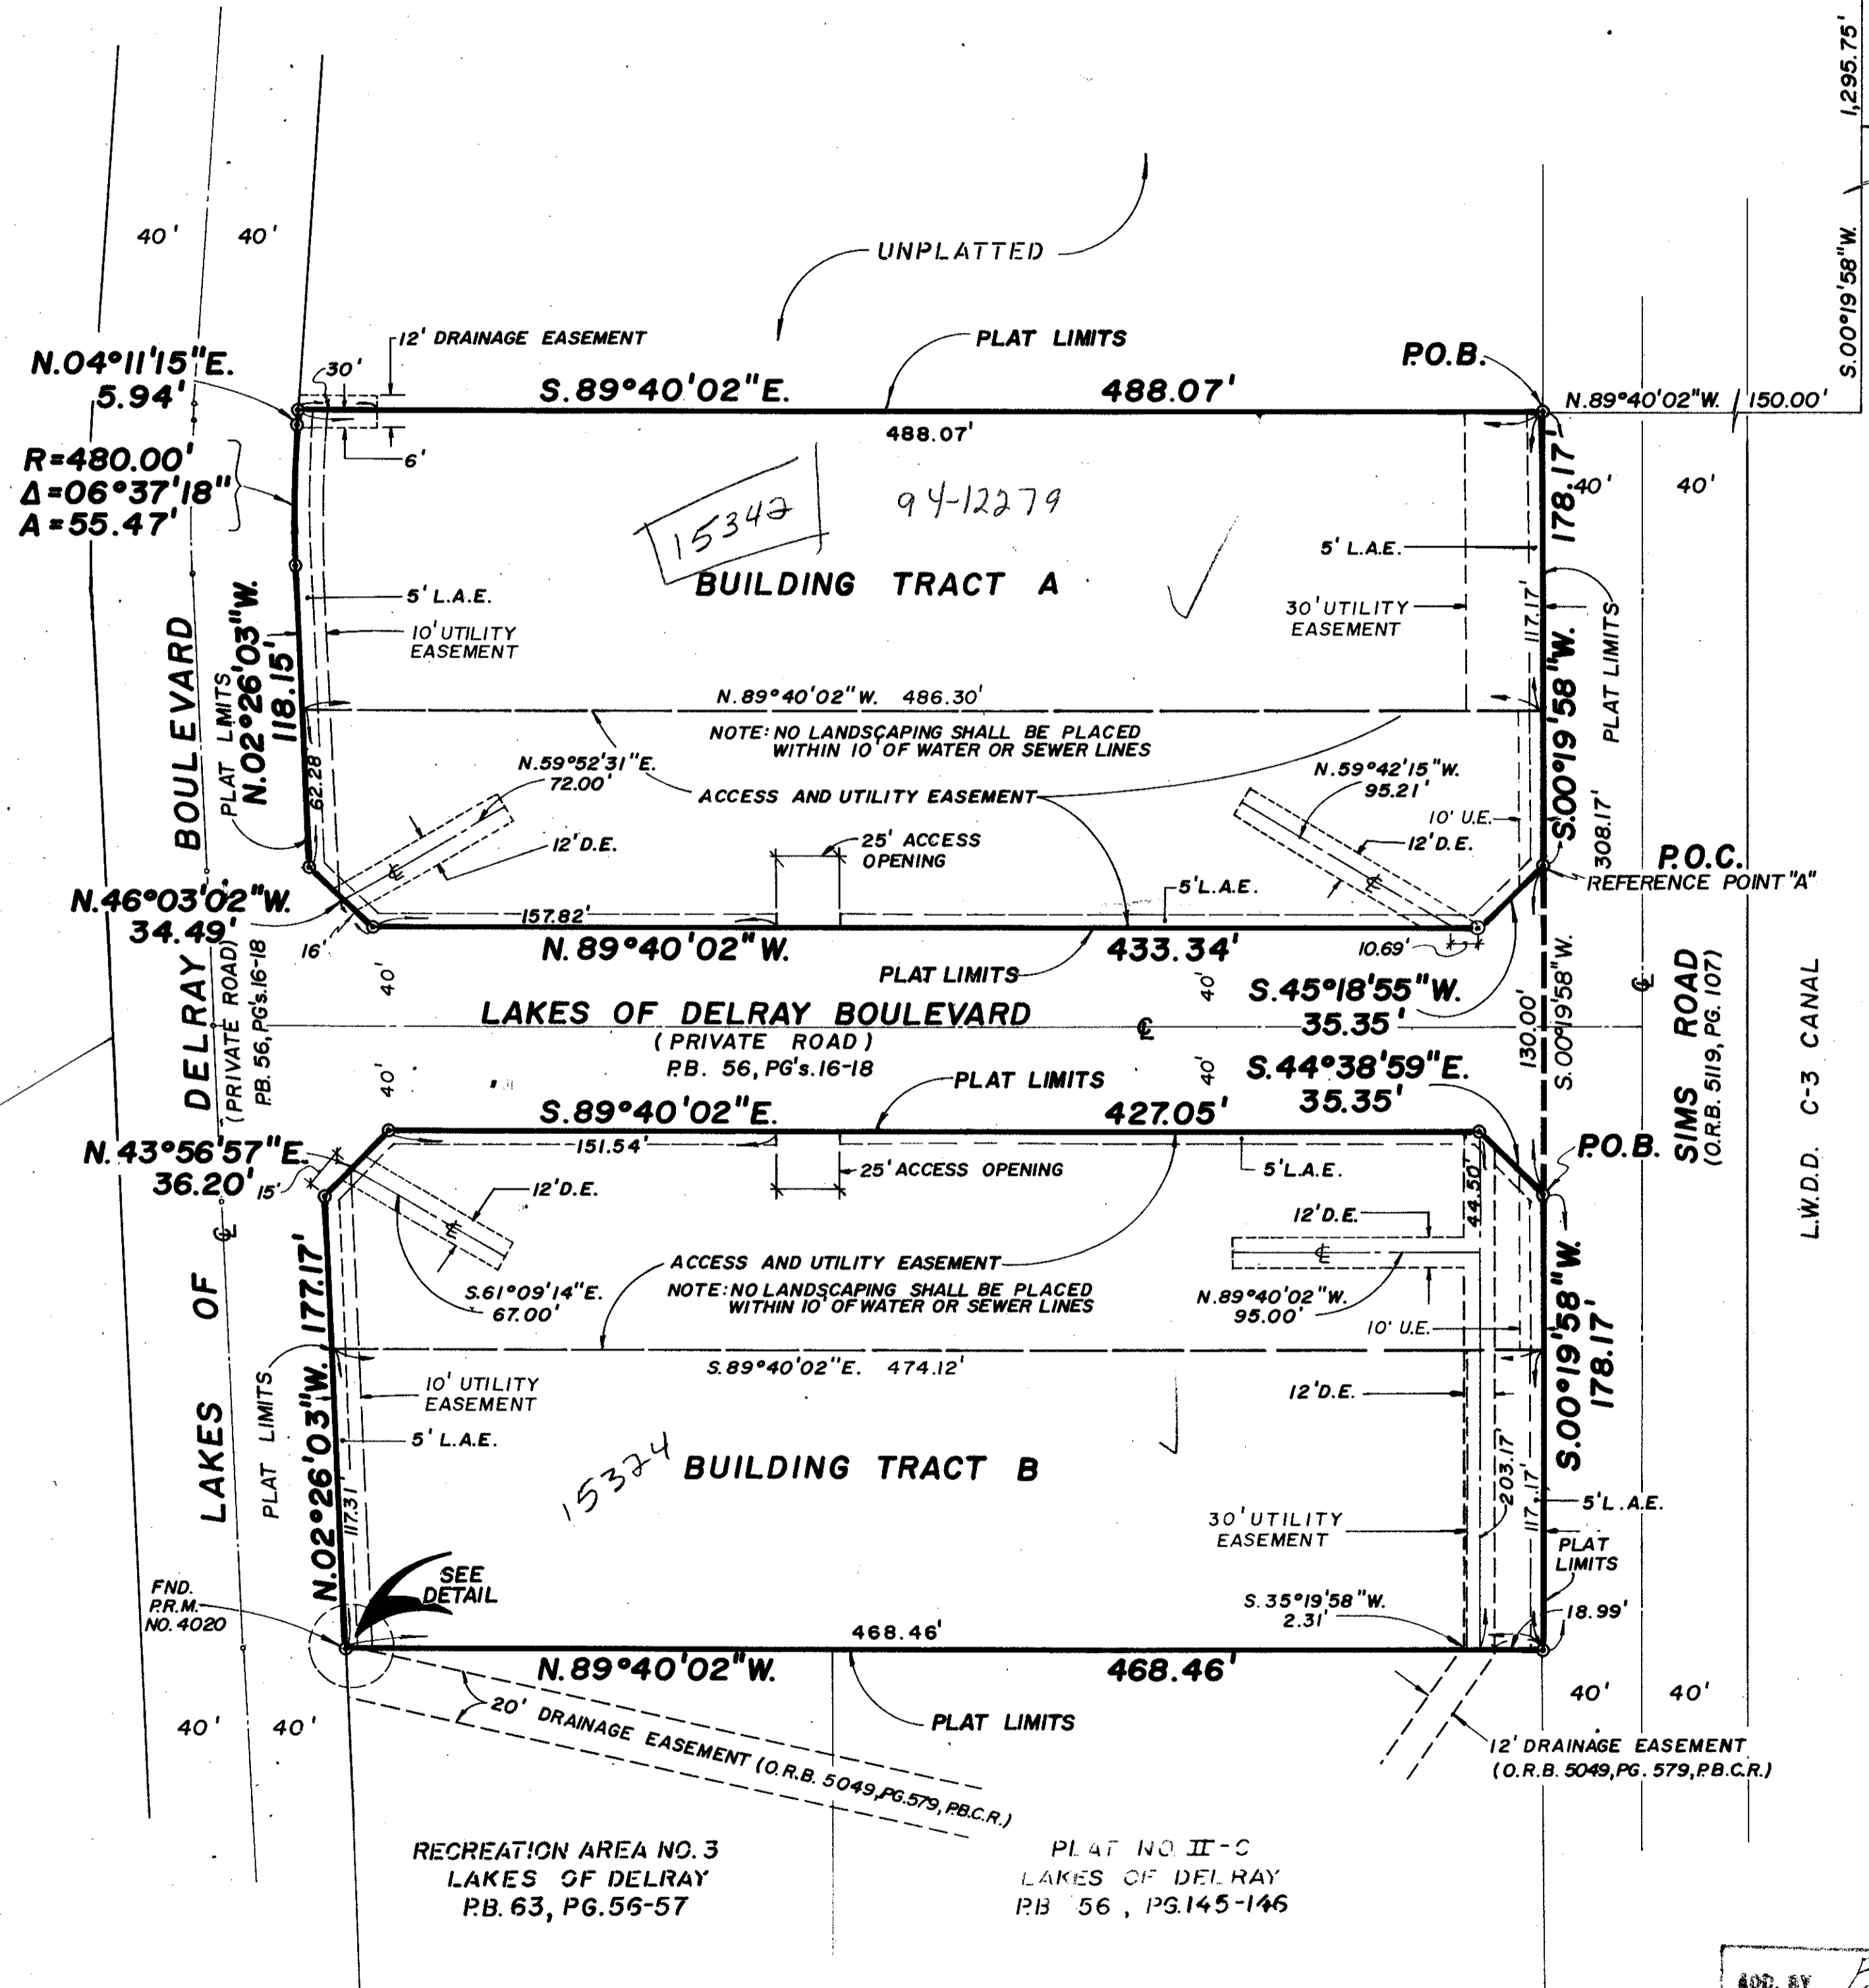 1,295.75'
S.00°19'58"W.
40'
40'
UNPLATTED
12' DRAINAGE EASEMENT
PLAT LIMITS
P.O.B.
N.04°11'15"E.
5.94'
30'
S.89°40'02"E.
488.07'
N.89°40'02"W.
150.00'
488.07'
6'
R=480.00'
Δ=06°37'18"
A=55.47'
15342
94-12279
178.17'
40'
40'
5' L.A.E.
BUILDING TRACT A
5' L.A.E.
30' UTILITY
EASEMENT
117.17'
10' UTILITY
EASEMENT
PLAT LIMITS
N.02°26'03"W.
118.15'
S.00°19'58"W.
PLAT LIMITS
308.17'
N.89°40'02"W. 486.30'
NOTE: NO LANDSCAPING SHALL BE PLACED
WITHIN 10' OF WATER OR SEWER LINES
62.28'
N.59°52'31"E.
72.00'
N.59°42'15"W.
95.21'
ACCESS AND UTILITY EASEMENT
10' U.E.
12' D.E.
25' ACCESS
OPENING
12' D.E.
P.O.C.
REFERENCE POINT "A"
5' L.A.E.
N.46°03'02"W.
34.49'
16'
157.82'
N.89°40'02"W.
433.34'
10.69'
PLAT LIMITS
40'
40'
S.45°18'55"W.
35.35'
LAKES OF DELRAY BOULEVARD
(PRIVATE ROAD)
P.B. 56, PG's. 16-18
LAKES OF DELRAY BOULEVARD
(PRIVATE ROAD)
P.B. 56, PG's. 16-18
130.00'
S.00°19'58"W.
SIMS ROAD
(O.R.B. 5119, PG. 107)
L.W.D.D. C-3 CANAL
40'
40'
S.44°38'59"E.
35.35'
PLAT LIMITS
S.89°40'02"E.
427.05'
N.43°56'57"E.
36.20'
15'
151.54'
25' ACCESS OPENING
5' L.A.E.
P.O.B.
12' D.E.
44.50'
12' D.E.
ACCESS AND UTILITY EASEMENT
NOTE: NO LANDSCAPING SHALL BE PLACED
WITHIN 10' OF WATER OR SEWER LINES
S.61°09'14"E.
67.00'
N.89°40'02"W.
95.00'
10' U.E.
S.00°19'58"W.
178.17'
S.89°40'02"E. 474.12'
PLAT LIMITS
N.02°26'03"W. 177.17'
10' UTILITY
EASEMENT
12' D.E.
5' L.A.E.
BUILDING TRACT B
15324
203.17'
117.17'
5' L.A.E.
117.31'
30' UTILITY
EASEMENT
PLAT
LIMITS
SEE
DETAIL
FND.
P.R.M.
NO. 4020
S.35°19'58"W.
2.31'
18.99'
468.46'
N.89°40'02"W.
468.46'
40'
40'
40'
40'
PLAT LIMITS
20' DRAINAGE EASEMENT (O.R.B. 5049, PG. 579, P.B.C.R.)
12' DRAINAGE EASEMENT
(O.R.B. 5049, PG. 579, P.B.C.R.)
RECREATION AREA NO. 3
LAKES OF DELRAY
P.B. 63, PG. 56-57
PLAT NO. II-C
LAKES OF DELRAY
P.B 56, PG. 145-146